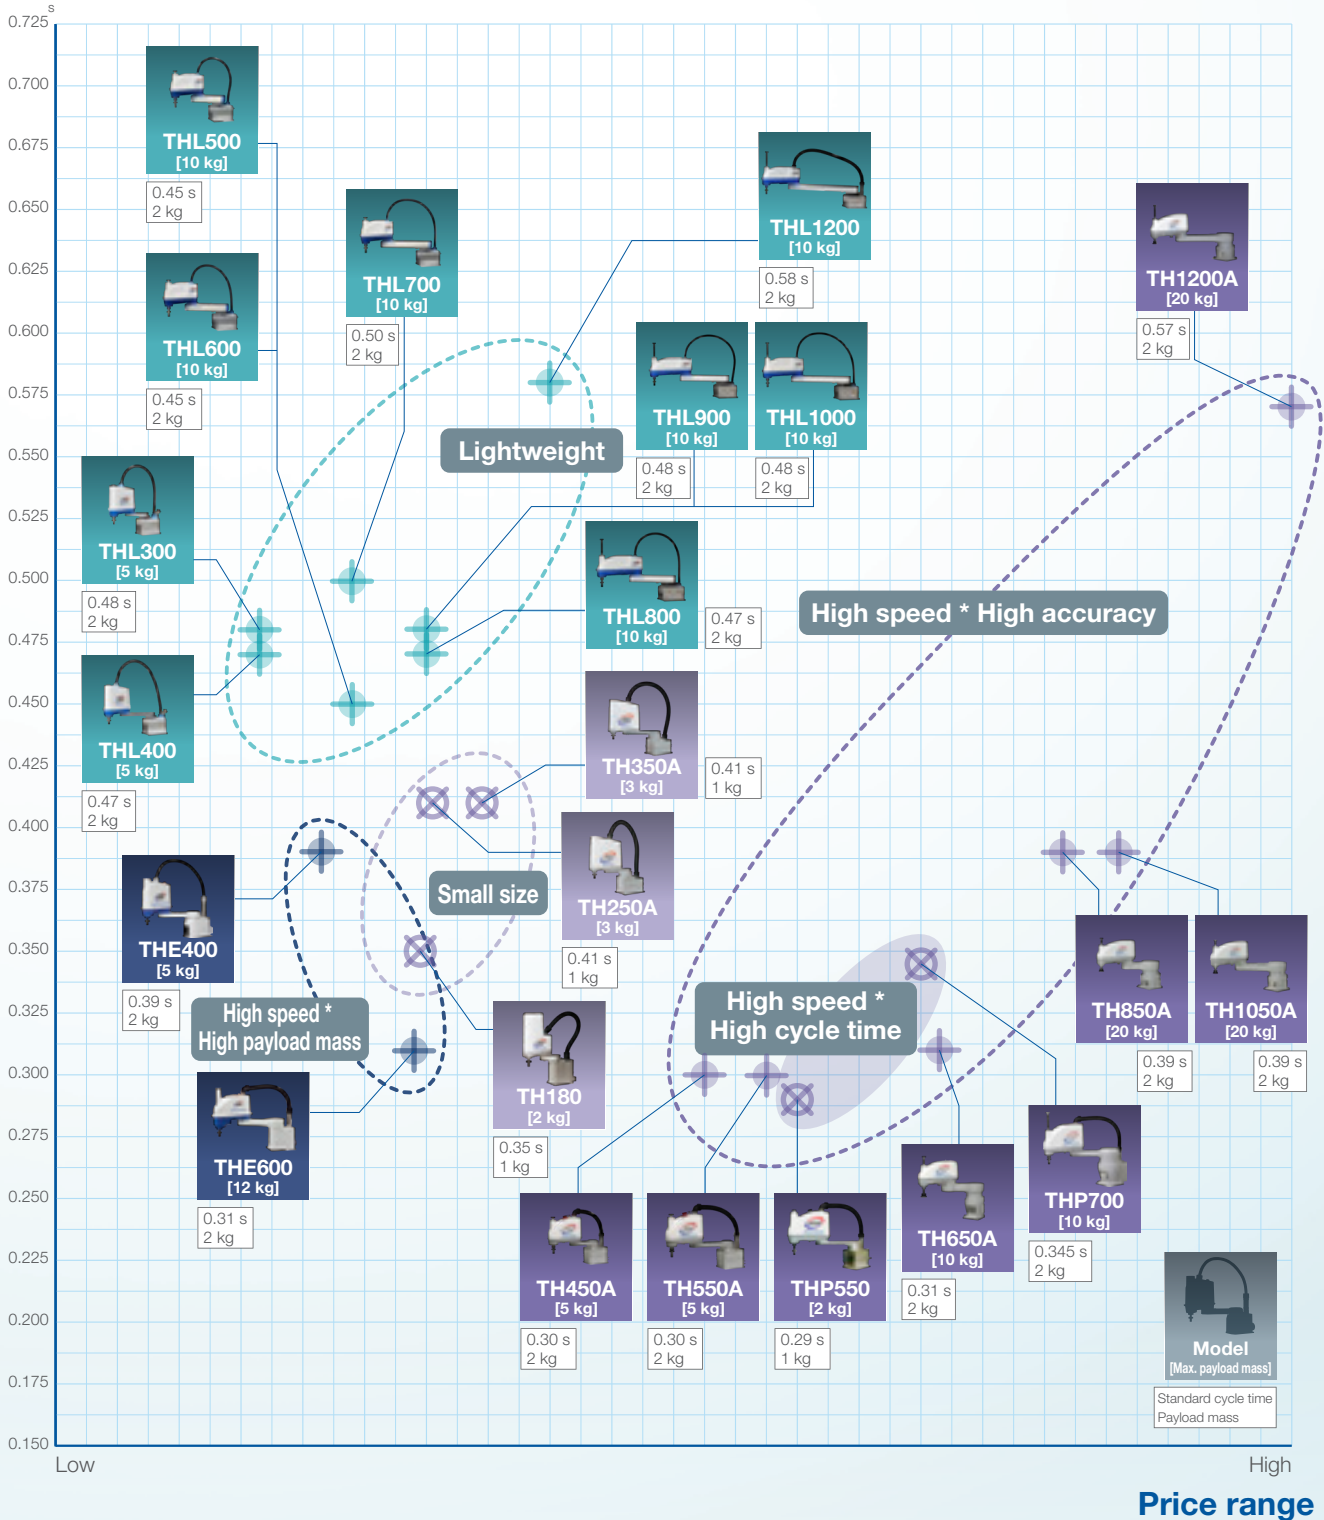 s
0.725
0.700
0.675
0.650
0.625
0.600
0.575
0.550
0.525
0.500
0.475
0.450
0.425
0.400
0.375
0.350
0.325
0.300
0.275
0.250
0.225
0.200
0.175
0.150
THL500
[10 kg]
0.45 s
2 kg
THL600
[10 kg]
0.45 s
2 kg
THL700
[10 kg]
0.50 s
2 kg
THL1200
[10 kg]
0.58 s
2 kg
TH1200A
[20 kg]
0.57 s
2 kg
THL900
[10 kg]
0.48 s
2 kg
THL1000
[10 kg]
0.48 s
2 kg
Lightweight
THL300
[5 kg]
0.48 s
2 kg
THL800
[10 kg]
0.47 s
2 kg
High speed * High accuracy
THL400
[5 kg]
0.47 s
2 kg
TH350A
[3 kg]
0.41 s
1 kg
TH250A
[3 kg]
0.41 s
1 kg
Small size
THE400
[5 kg]
0.39 s
2 kg
High speed *
High payload mass
High speed *
High cycle time
TH850A
[20 kg]
0.39 s
2 kg
TH1050A
[20 kg]
0.39 s
2 kg
TH180
[2 kg]
0.35 s
1 kg
THE600
[12 kg]
0.31 s
2 kg
TH450A
[5 kg]
0.30 s
2 kg
TH550A
[5 kg]
0.30 s
2 kg
THP550
[2 kg]
0.29 s
1 kg
TH650A
[10 kg]
0.31 s
2 kg
THP700
[10 kg]
0.345 s
2 kg
Model
[Max. payload mass]
Standard cycle time
Payload mass
Low
High
Price range